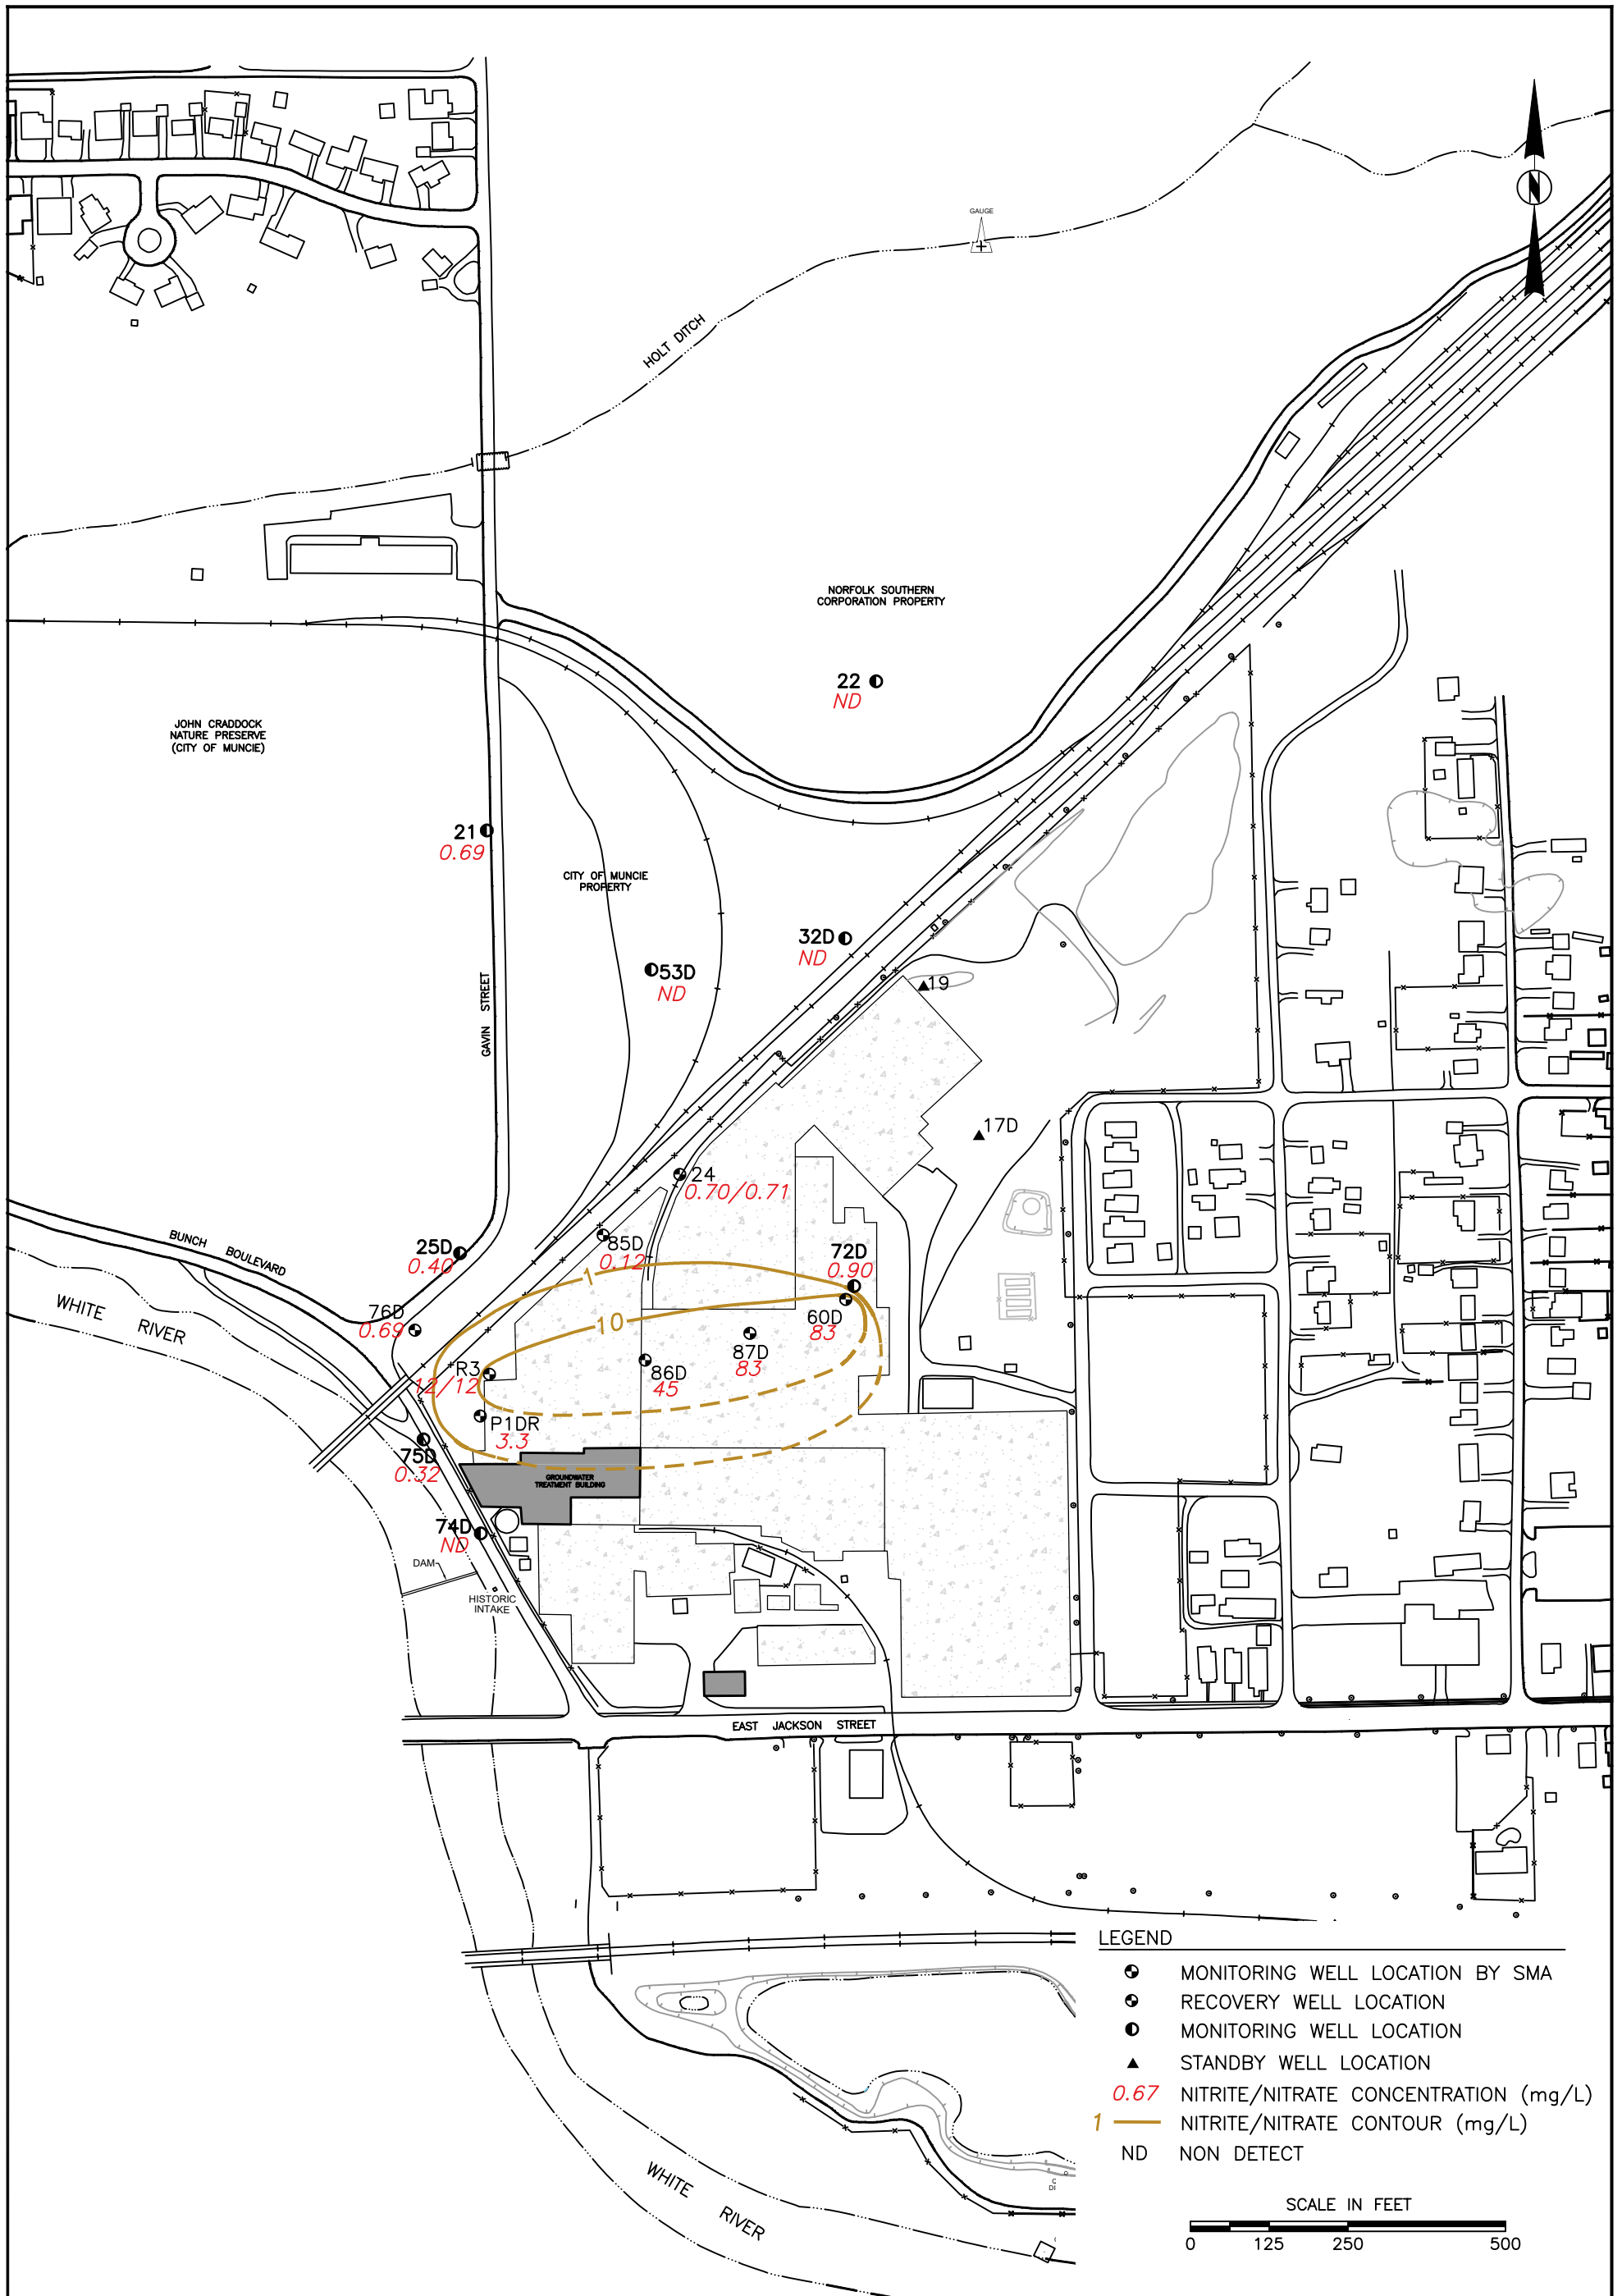 GAUGE
N
HOLT DITCH
NORFOLK SOUTHERN
CORPORATION PROPERTY
22
ND
JOHN CRADDOCK
NATURE PRESERVE
(CITY OF MUNCIE)
21
0.69
CITY OF MUNCIE
PROPERTY
32D
ND
53D
ND
19
GAVIN STREET
17D
24
0.70/0.71
85D
0.12
25D
0.40
BUNCH BOULEVARD
72D
0.90
1
WHITE RIVER
76D
0.69
10
60D
83
87D
83
R3
12/12
86D
45
P1DR
3.3
75D
0.32
GROUNDWATER
TREATMENT BUILDING
74D
ND
DAM
HISTORIC
INTAKE
EAST JACKSON STREET
LEGEND
MONITORING WELL LOCATION BY SMA
RECOVERY WELL LOCATION
MONITORING WELL LOCATION
STANDBY WELL LOCATION
0.67 NITRITE/NITRATE CONCENTRATION (mg/L)
1 NITRITE/NITRATE CONTOUR (mg/L)
ND NON DETECT
WHITE RIVER
SCALE IN FEET
0 125 250 500